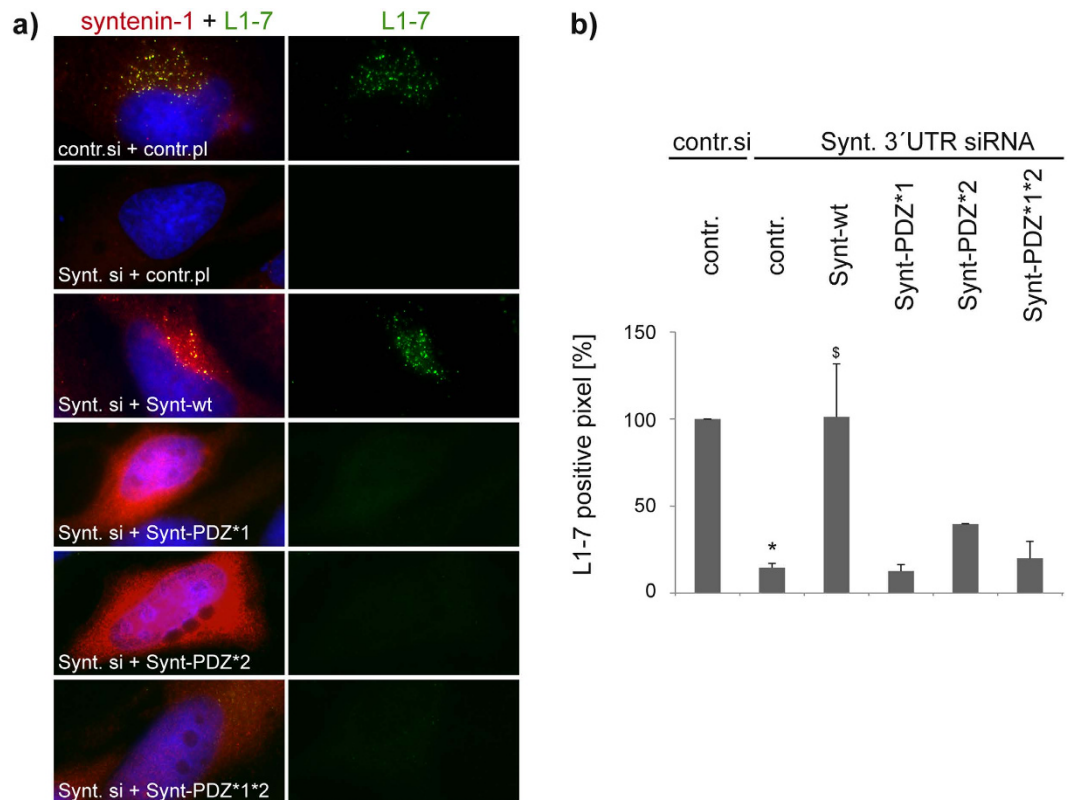 a)
syntenin-1 + L1-7
L1-7
contr.si + contr.pl
Synt. si + contr.pl
Synt. si + Synt-wt
Synt. si + Synt-PDZ*1
Synt. si + Synt-PDZ*2
Synt. si + Synt-PDZ*1*2
b)
contr.si
Synt. 3´UTR siRNA
contr.
contr.
Synt-wt
Synt-PDZ*1
Synt-PDZ*2
Synt-PDZ*1*2
L1-7 positive pixel [%]
150
100
50
0
*
$